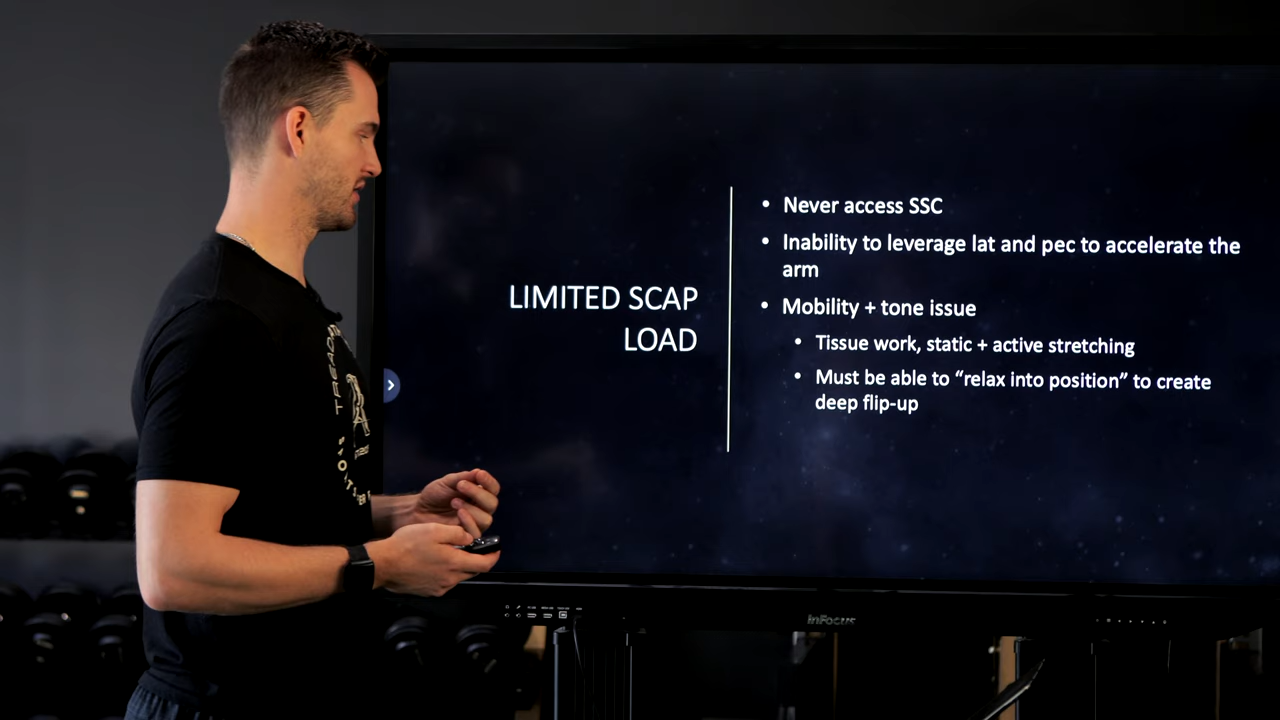 LIMITED SCAP
LOAD
• Never access SSC
• Inability to leverage lat and pec to accelerate the
arm
• Mobility + tone issue
• Tissue work, static + active stretching
• Must be able to “relax into position” to create
deep flip-up
InFocus